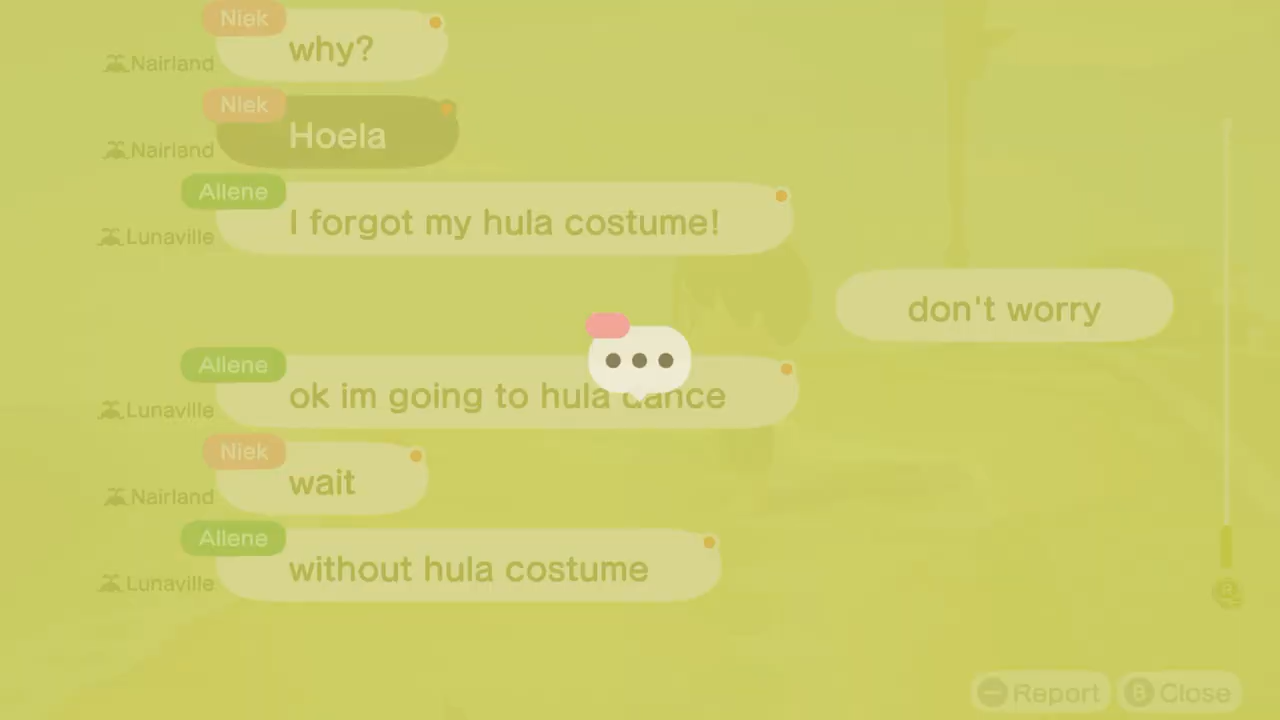 Niek
why?
Nairland
Niek
Hoela
Nairland
Allene
I forgot my hula costume!
Lunaville
don't worry
Allene
ok im going to hula dance
Lunaville
Niek
wait
Nairland
Allene
without hula costume
Lunaville
R
Report
B Close